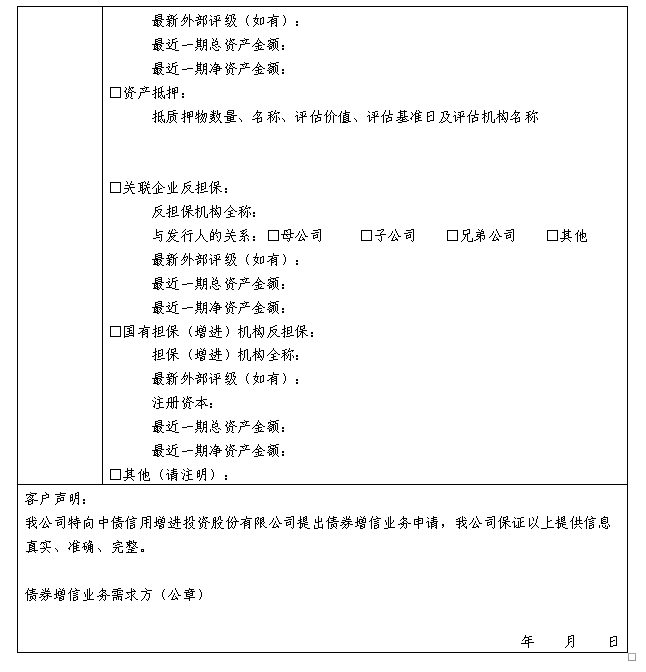 最新外部评级（如有）：
最近一期总资产金额：
最近一期净资产金额：
□资产抵押：
抵质押物数量、名称、评估价值、评估基准日及评估机构名称
□关联企业反担保：
反担保机构全称：
与发行人的关系：□母公司 □子公司 □兄弟公司 □其他
最新外部评级（如有）：
最近一期总资产金额：
最近一期净资产金额：
□国有担保（增进）机构反担保：
担保（增进）机构全称：
最新外部评级（如有）：
注册资本：
最近一期总资产金额：
最近一期净资产金额：
□其他（请注明）：
客户声明：
我公司特向中债信用增进投资股份有限公司提出债券增信业务申请，我公司保证以上提供信息
真实、准确、完整。
债券增信业务需求方（公章）
年 月 日